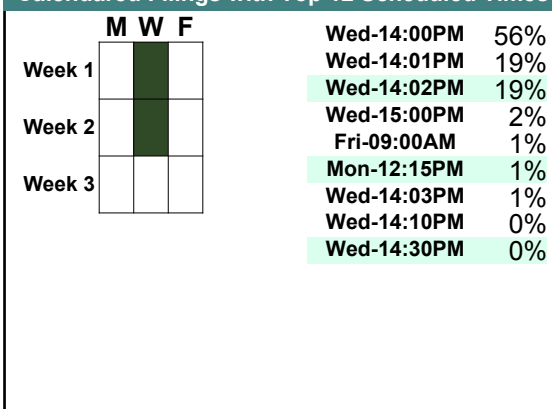 Calendared Filings with Top 12 Scheduled Times
M W F
Week 1
Week 2
Week 3
Wed-14:00PM 56%
Wed-14:01PM 19%
Wed-14:02PM 19%
Wed-15:00PM 2%
Fri-09:00AM 1%
Mon-12:15PM 1%
Wed-14:03PM 1%
Wed-14:10PM 0%
Wed-14:30PM 0%